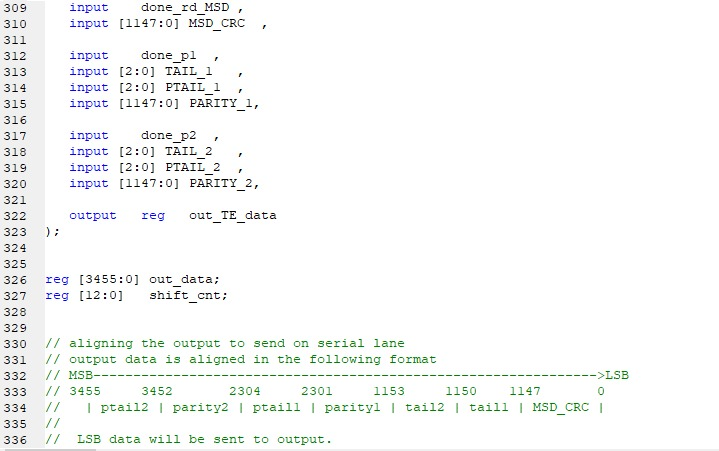 309 input done_rd_MSD ,
310 input [1147:0] MSD_CRC ,
311
312 input done_p1 ,
313 input [2:0] TAIL_1 ,
314 input [2:0] PTAIL_1 ,
315 input [1147:0] PARITY_1,
316
317 input done_p2 ,
318 input [2:0] TAIL_2 ,
319 input [2:0] PTAIL_2 ,
320 input [1147:0] PARITY_2,
321
322 output reg out_TE_data
323 );
324
325
326 reg [3455:0] out_data;
327 reg [12:0] shift_cnt;
328
329
330 // aligning the output to send on serial lane
331 // output data is aligned in the following format
332 // MSB--------------------------------------------------------------->LSB
333 // 3455 3452 2304 2301 1153 1150 1147 0
334 // | ptail2 | parity2 | ptail1 | parity1 | tail2 | tail1 | MSD_CRC |
335 //
336 // LSB data will be sent to output.